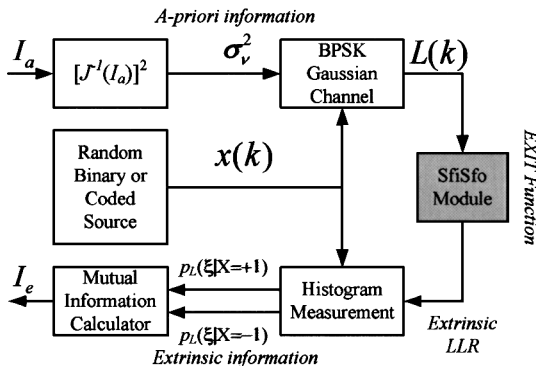 A-priori information
I_a
[J^{-1}(I_a)]^2
σ_ν^2
BPSK
Gaussian
Channel
L(k)
Random
Binary or
Coded
Source
x(k)
SfiSfo
Module
EXIT Function
I_e
Mutual
Information
Calculator
p_L(ξ|X=+1)
p_L(ξ|X=−1)
Histogram
Measurement
Extrinsic information
Extrinsic
LLR